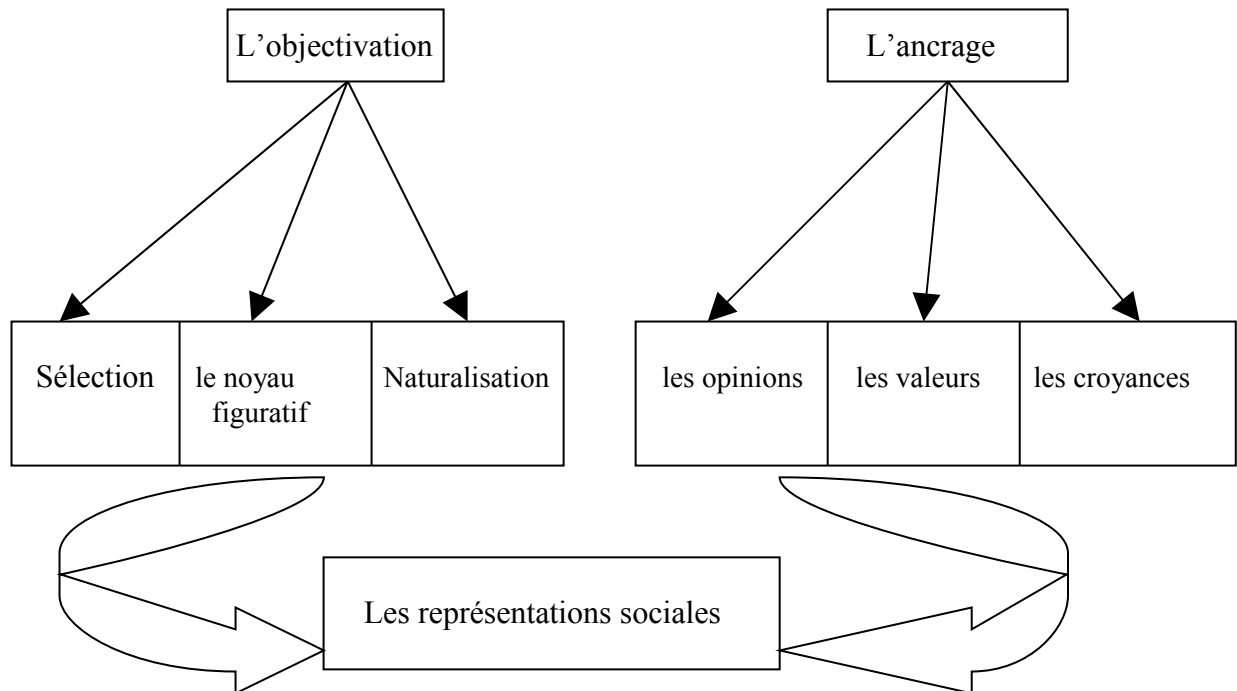 L’objectivation
L’ancrage
Sélection
le noyau
figuratif
Naturalisation
les opinions
les valeurs
les croyances
Les représentations sociales